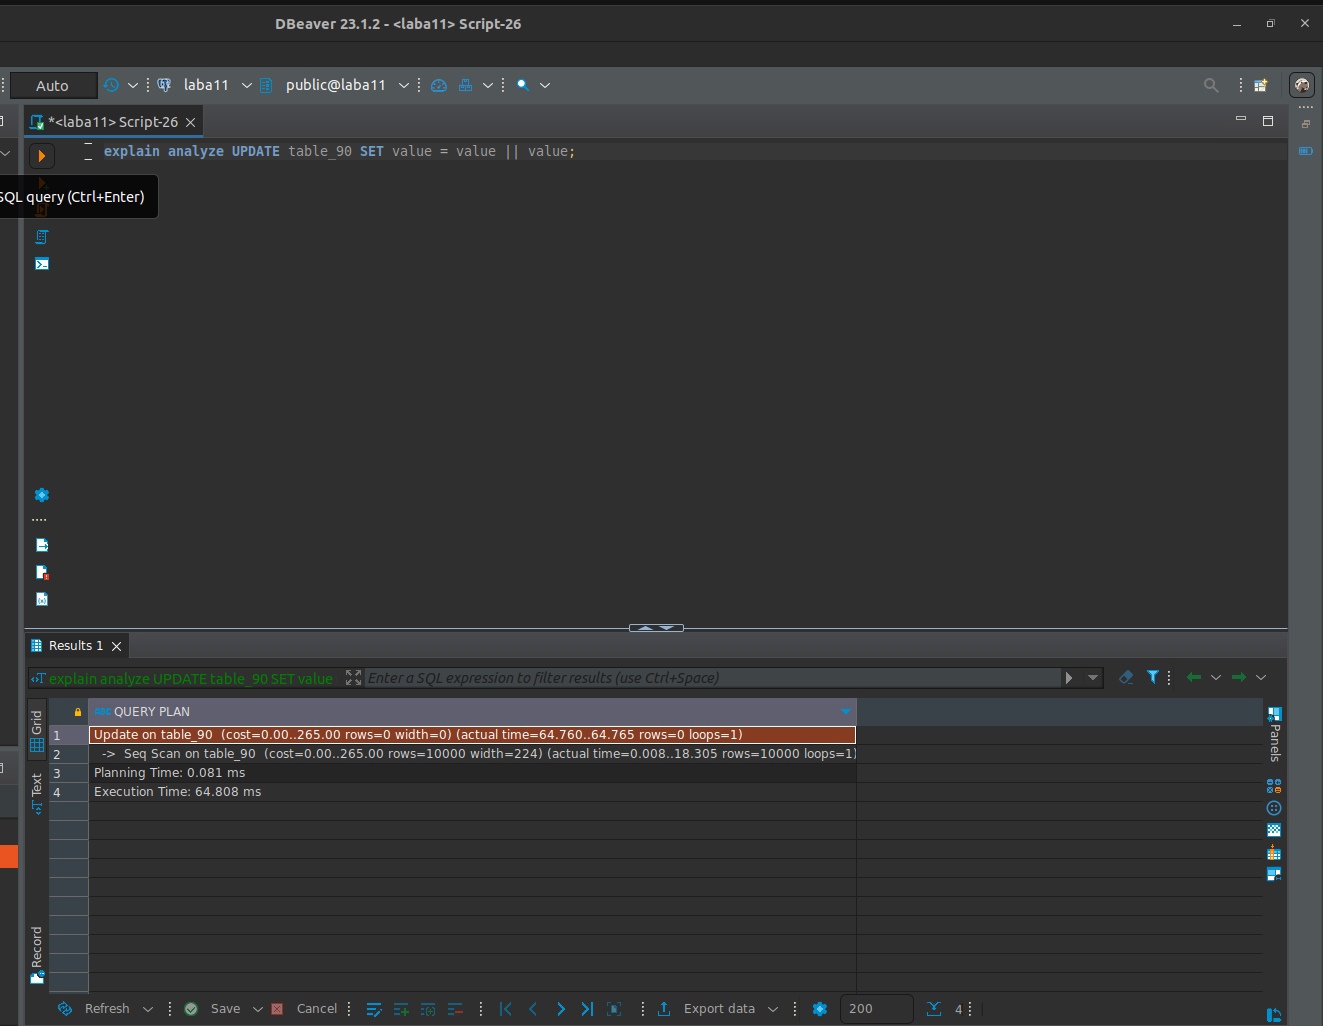 DBeaver 23.1.2 - <laba11> Script-26
Auto
laba11
public@laba11
*<laba11> Script-26
explain analyze UPDATE table_90 SET value = value || value;
SQL query (Ctrl+Enter)
Results 1
explain analyze UPDATE table_90 SET value
Enter a SQL expression to filter results (use Ctrl+Space)
Grid
Text
Record
ABC QUERY PLAN
1 Update on table_90 (cost=0.00..265.00 rows=0 width=0) (actual time=64.760..64.765 rows=0 loops=1)
2 -> Seq Scan on table_90 (cost=0.00..265.00 rows=10000 width=224) (actual time=0.008..18.305 rows=10000 loops=1)
3 Planning Time: 0.081 ms
4 Execution Time: 64.808 ms
Panels
Refresh Save Cancel Export data 200 4